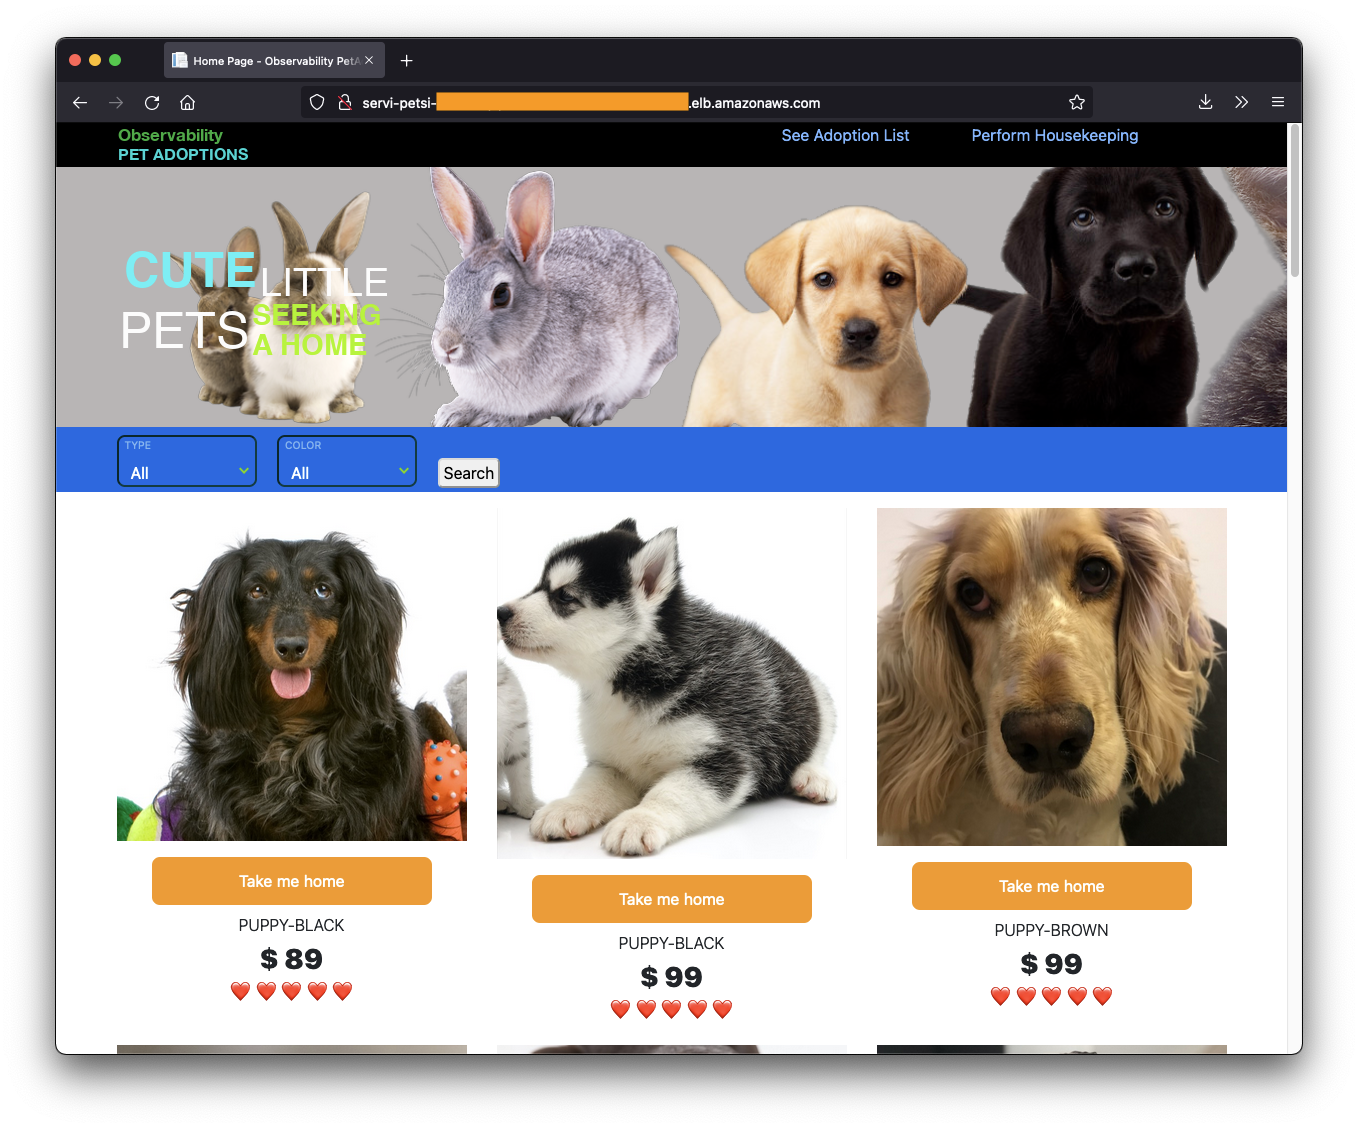 Home Page - Observability PetA
servi-petsi-
.elb.amazonaws.com
Observability
PET ADOPTIONS
See Adoption List
Perform Housekeeping
CUTE LITTLE
PETS SEEKING
A HOME
TYPE
All
COLOR
All
Search
Take me home
PUPPY-BLACK
$ 89
Take me home
PUPPY-BLACK
$ 99
Take me home
PUPPY-BROWN
$ 99